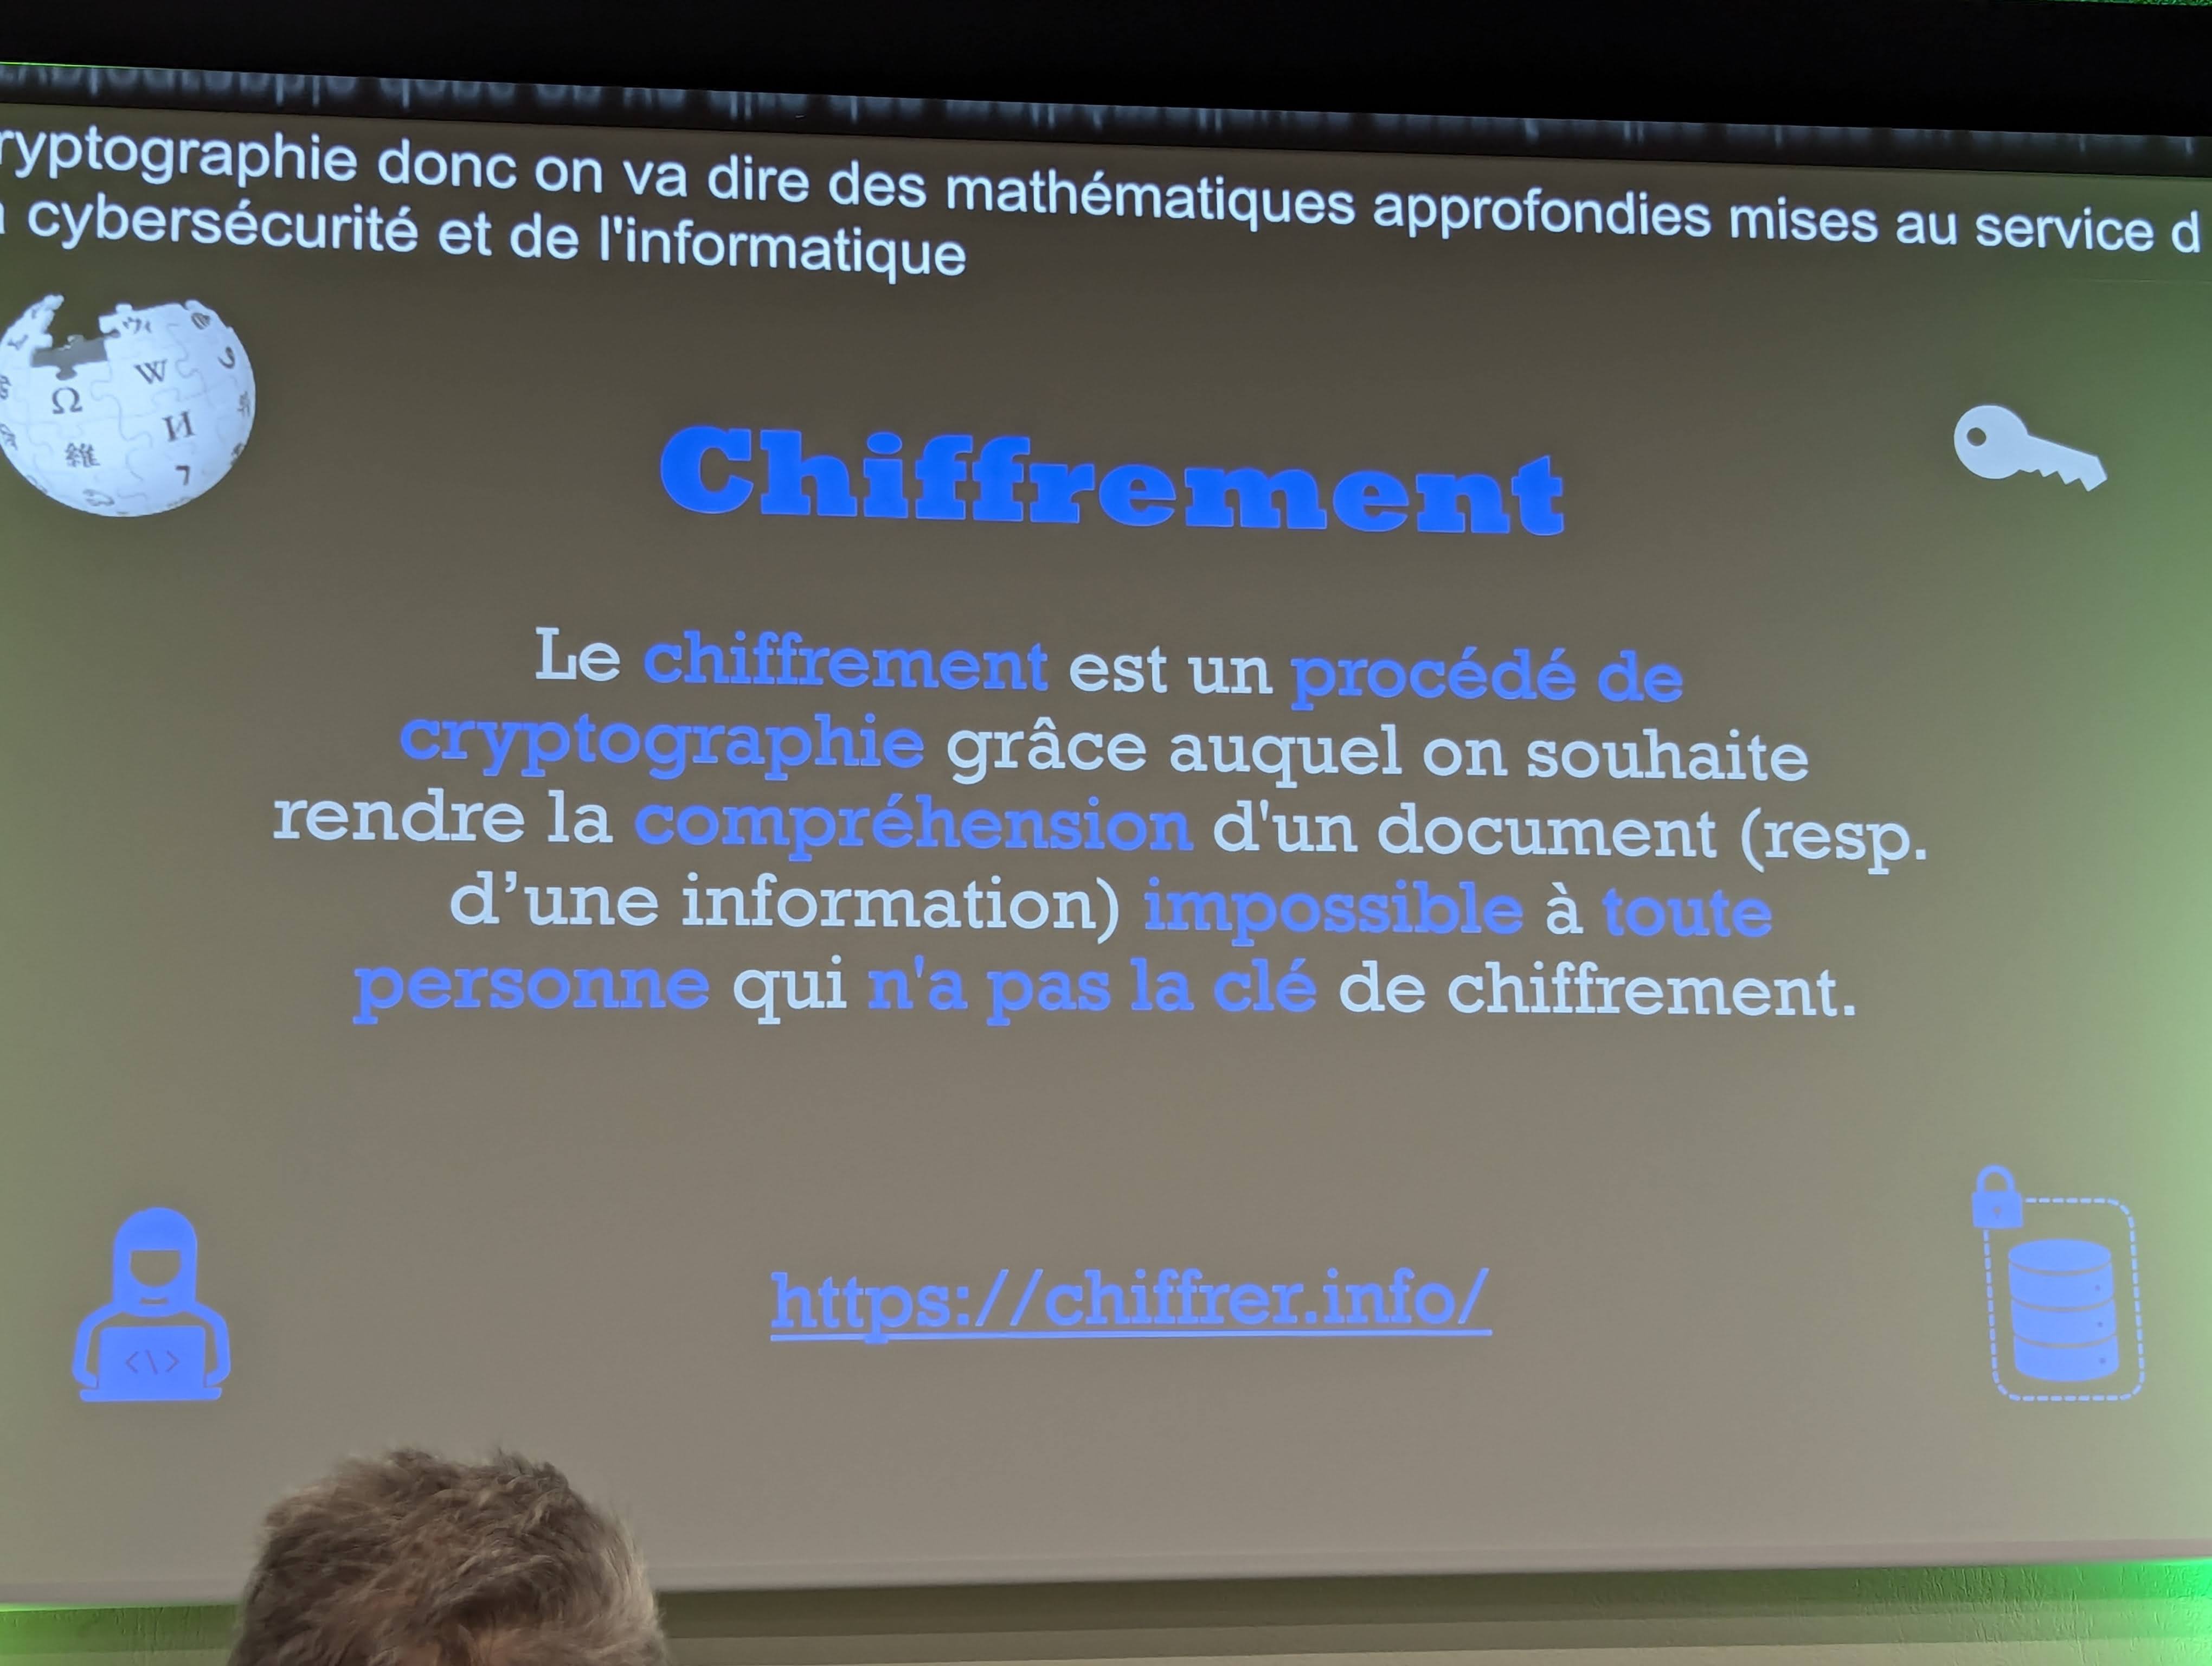 donc on va dire des mathématiques approfondies mises au service d
cybersécurité et de l'informatique
Ω W И
維 7
Chiffrement
Le chiffrement est un procédé de
cryptographie grâce auquel on souhaite
rendre la compréhension d'un document (resp.
d’une information) impossible à toute
personne qui n'a pas la clé de chiffrement.
https://chiffrer.info/
<\>